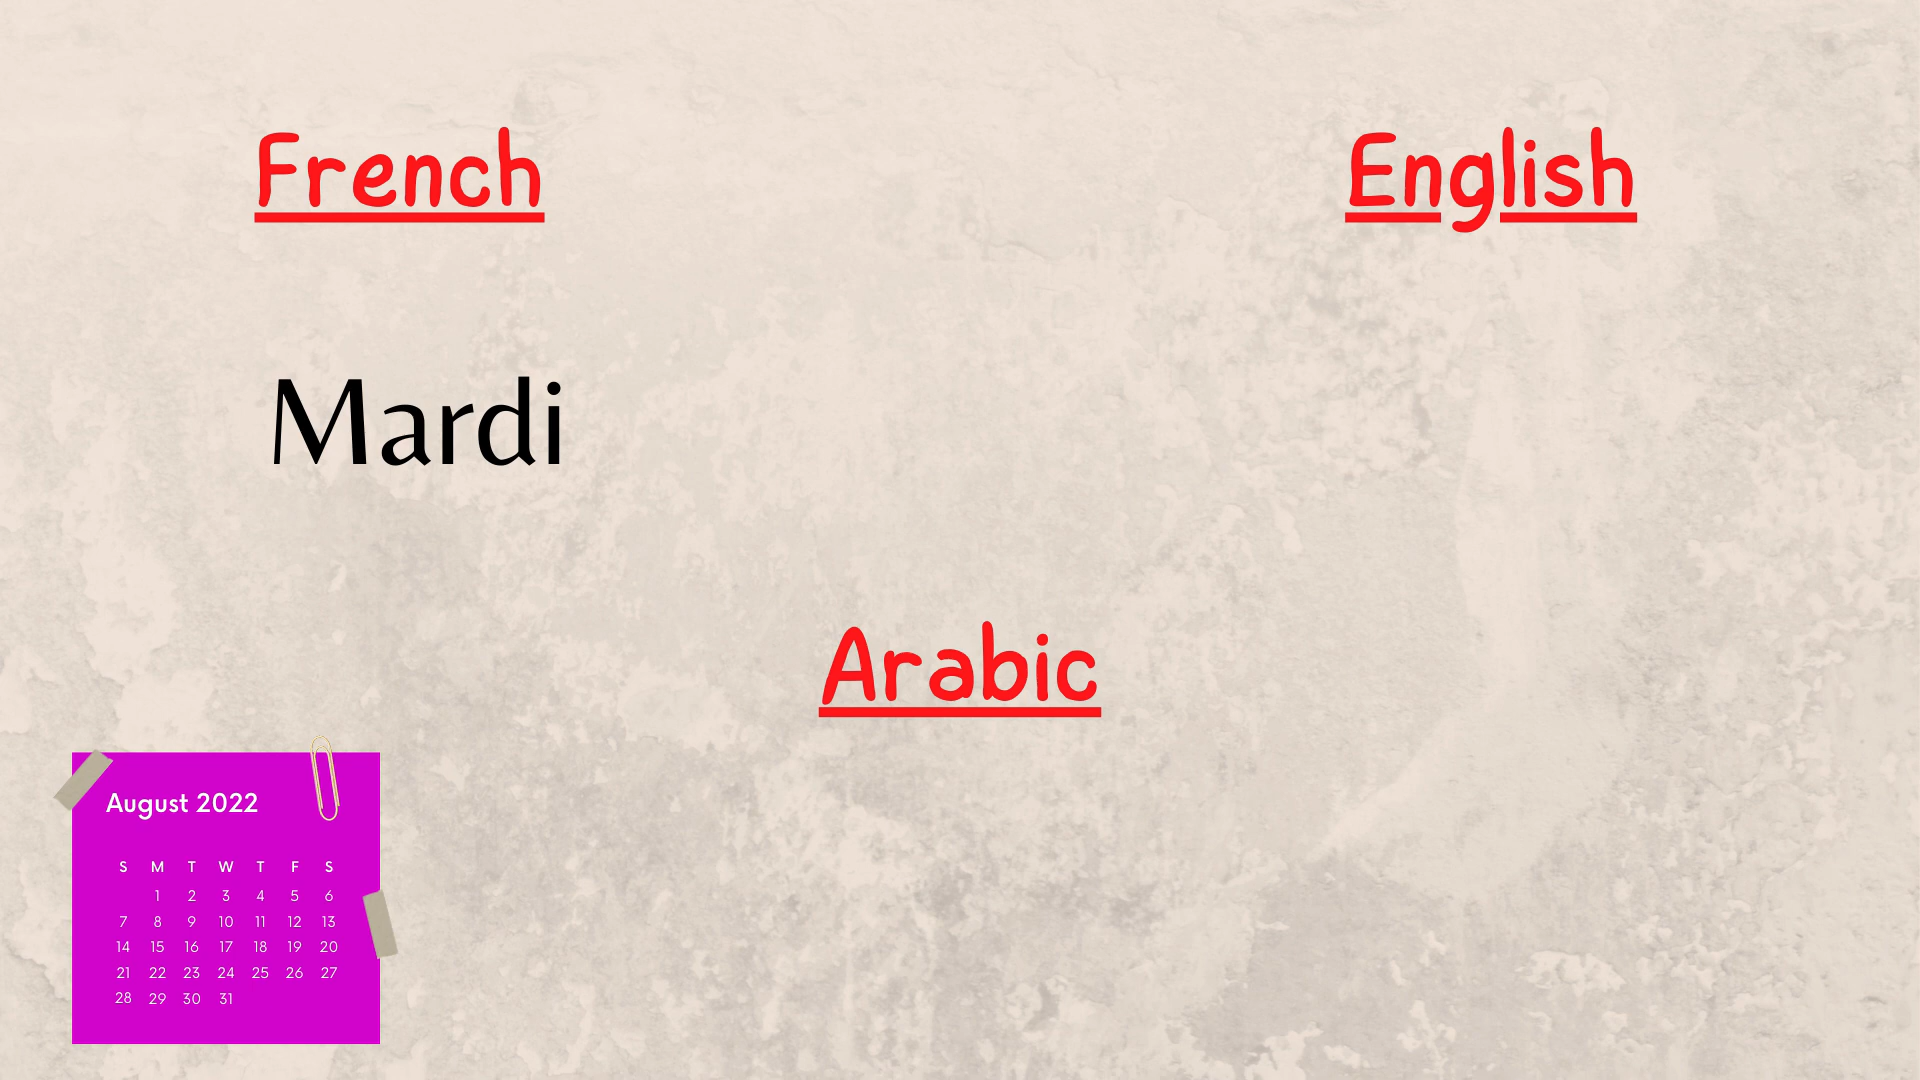 French
English
Mardi
Arabic
August 2022
S M T W T F S
1 2 3 4 5 6
7 8 9 10 11 12 13
14 15 16 17 18 19 20
21 22 23 24 25 26 27
28 29 30 31